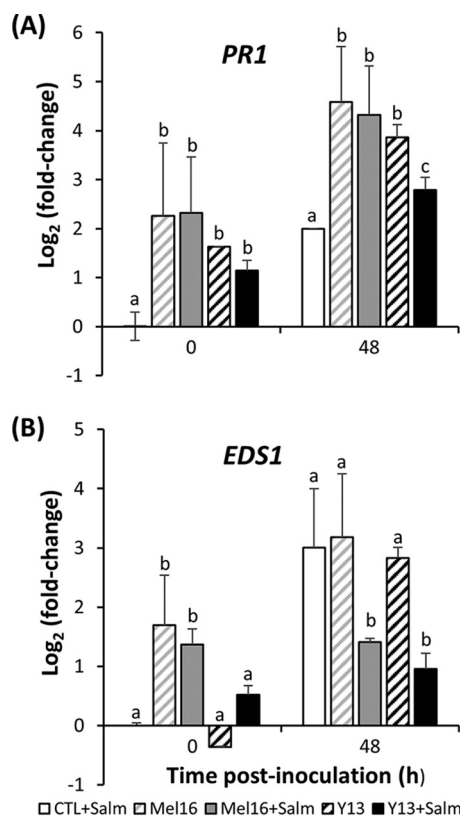 (A)
PR1
Log2 (fold-change)
6
5
4
3
2
1
0
-1
a
b
b
b
b
a
b
b
b
c
0
48
(B)
EDS1
Log2 (fold-change)
5
4
3
2
1
0
-1
a
b
b
a
a
a
a
b
a
b
0
48
Time post-inoculation (h)
CTL+Salm Mel16 Mel16+Salm Y13 Y13+Salm